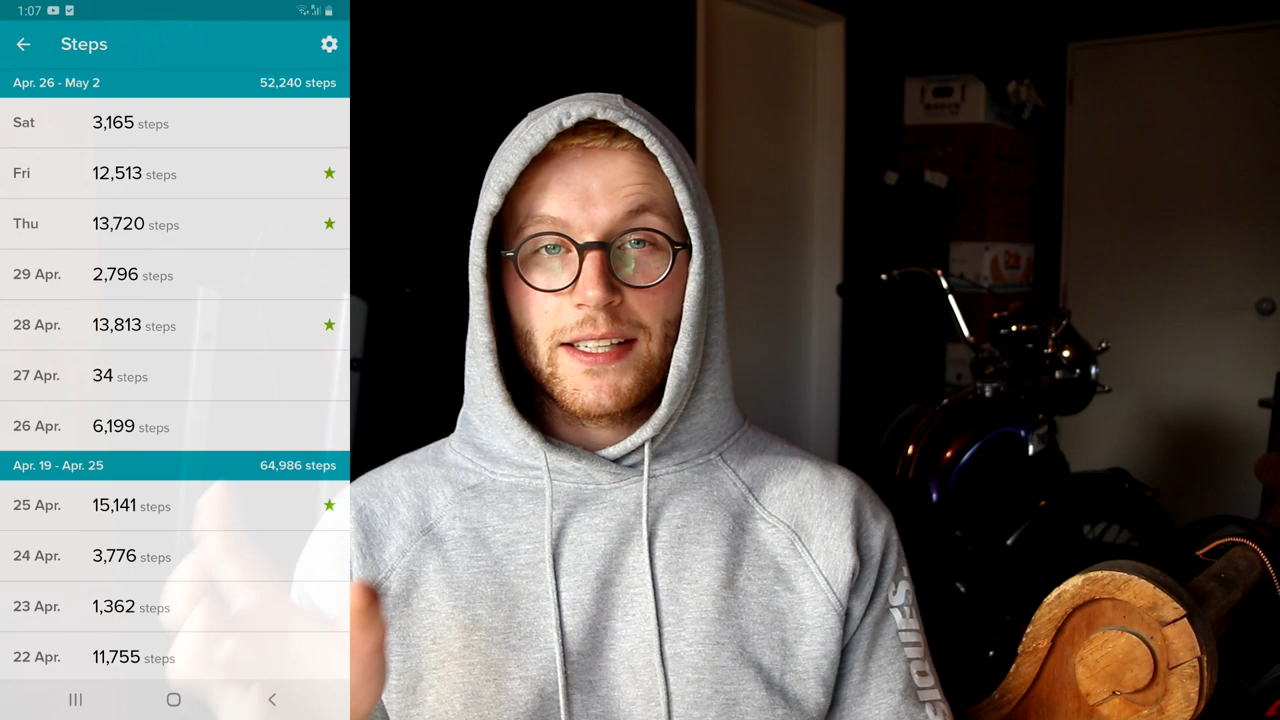 1:07
Steps
Apr. 26 - May 2 52,240 steps
Sat 3,165 steps
Fri 12,513 steps
Thu 13,720 steps
29 Apr. 2,796 steps
28 Apr. 13,813 steps
27 Apr. 34 steps
26 Apr. 6,199 steps
Apr. 19 - Apr. 25 64,986 steps
25 Apr. 15,141 steps
24 Apr. 3,776 steps
23 Apr. 1,362 steps
22 Apr. 11,755 steps